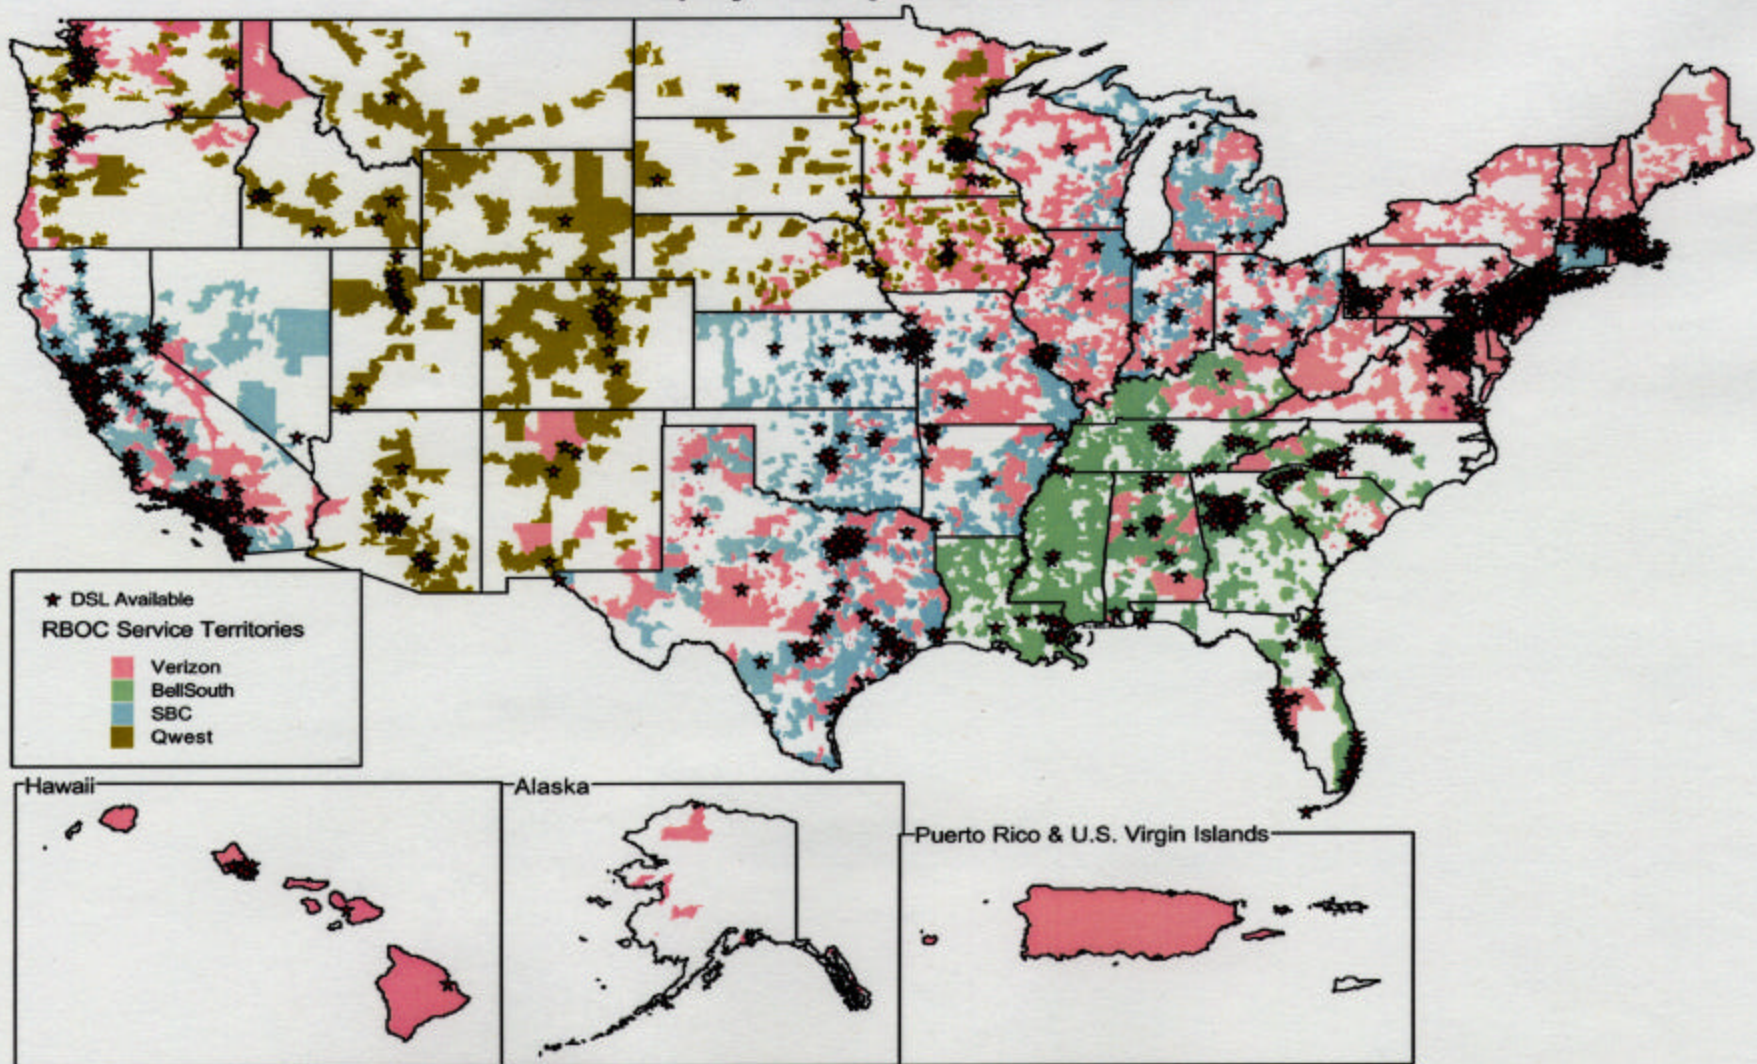 ★ DSL Available
RBOC Service Territories
Verizon
BellSouth
SBC
Qwest
Hawaii
Alaska
Puerto Rico & U.S. Virgin Islands